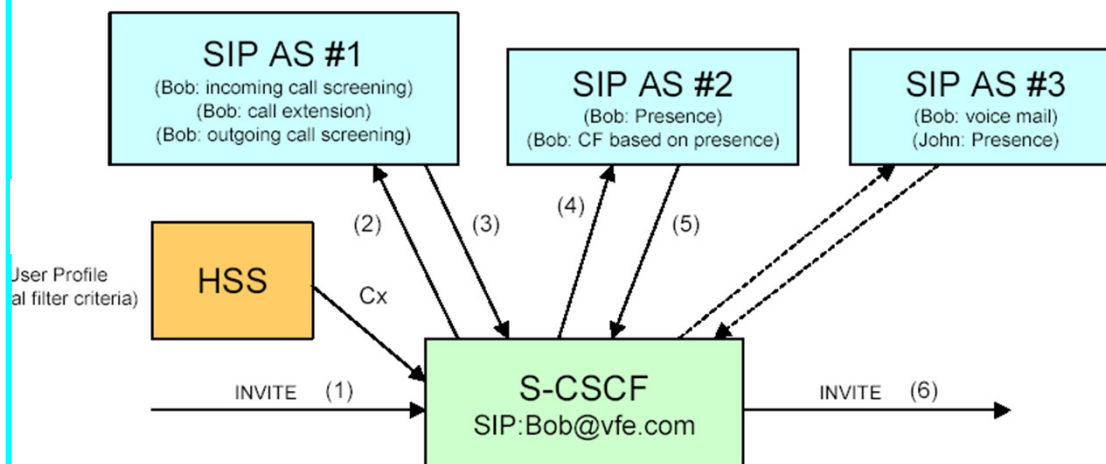 SIP AS #1
(Bob: incoming call screening)
(Bob: call extension)
(Bob: outgoing call screening)
SIP AS #2
(Bob: Presence)
(Bob: CF based on presence)
SIP AS #3
(Bob: voice mail)
(John: Presence)
(2)
(3)
(4)
(5)
User Profile
al filter criteria)
HSS
Cx
INVITE (1)
S-CSCF
SIP:Bob@vfe.com
INVITE (6)